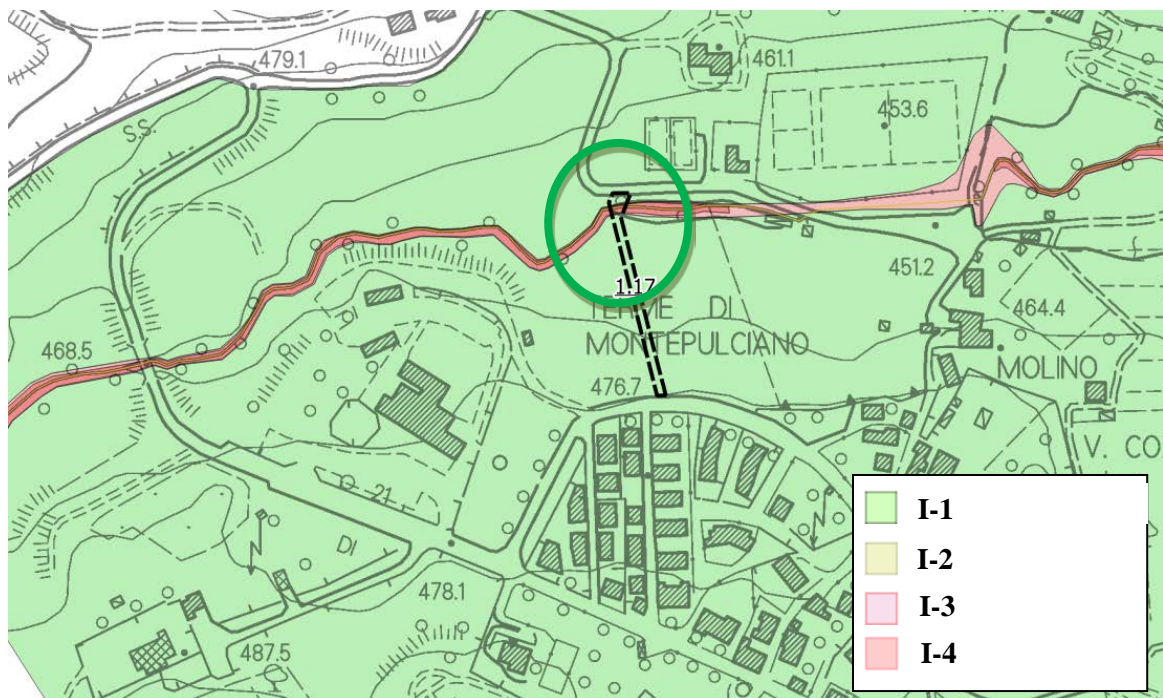 479.1
461.1
453.6
S.S.
451.2
1.17
TERME DI
MONTEPULCIANO
464.4
468.5
MOLINO
476.7
V. CO
21
DI
478.1
487.5
I-1
I-2
I-3
I-4